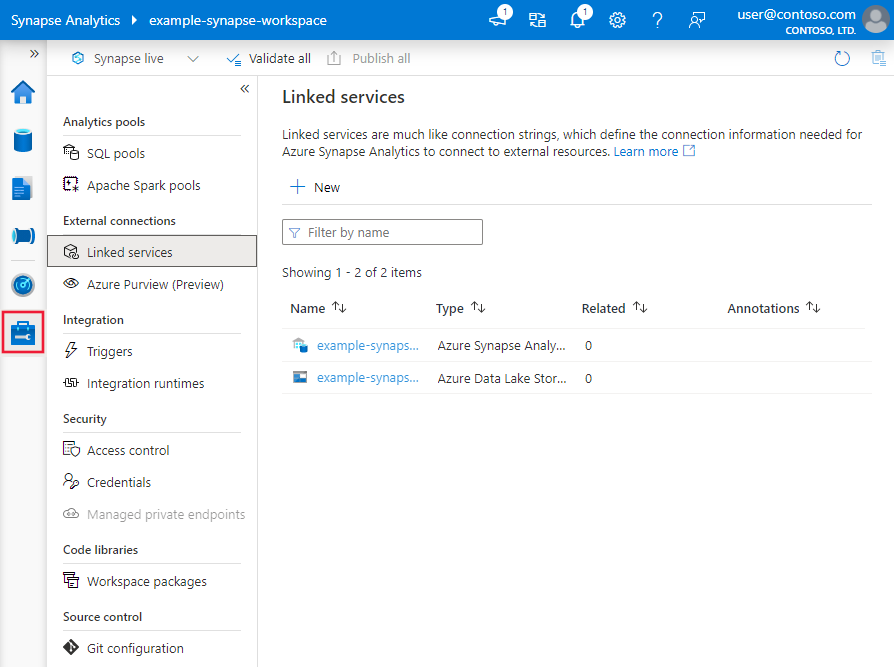 Synapse Analytics example-synapse-workspace 1 1 ? user@contoso.com
CONTOSO, LTD.
» Synapse live Validate all Publish all
«
Analytics pools
SQL pools
Apache Spark pools
External connections
Linked services
Azure Purview (Preview)
Integration
Triggers
Integration runtimes
Security
Access control
Credentials
Managed private endpoints
Code libraries
Workspace packages
Source control
Git configuration
Linked services
Linked services are much like connection strings, which define the connection information needed for
Azure Synapse Analytics to connect to external resources. Learn more
New
Filter by name
Showing 1 - 2 of 2 items
Name Type Related Annotations
example-synaps... Azure Synapse Analy... 0
example-synaps... Azure Data Lake Stor... 0